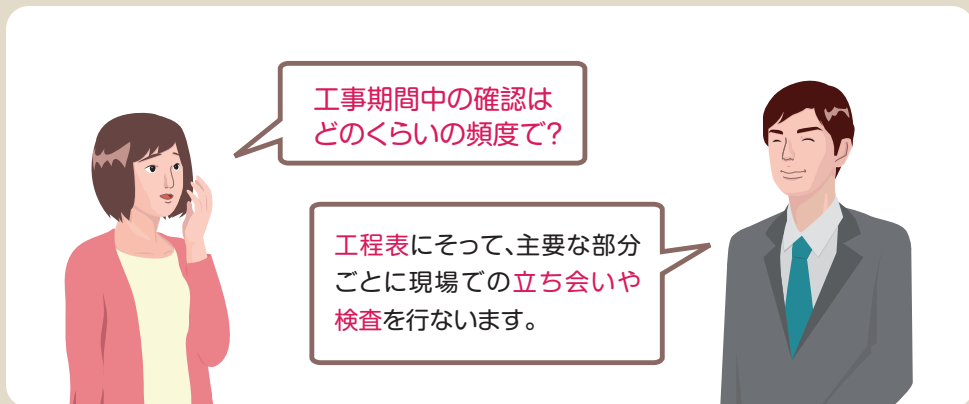 工事期間中の確認は
どのくらいの頻度で?
工程表にそって、主要な部分
ごとに現場での立ち会いや
検査を行ないます。